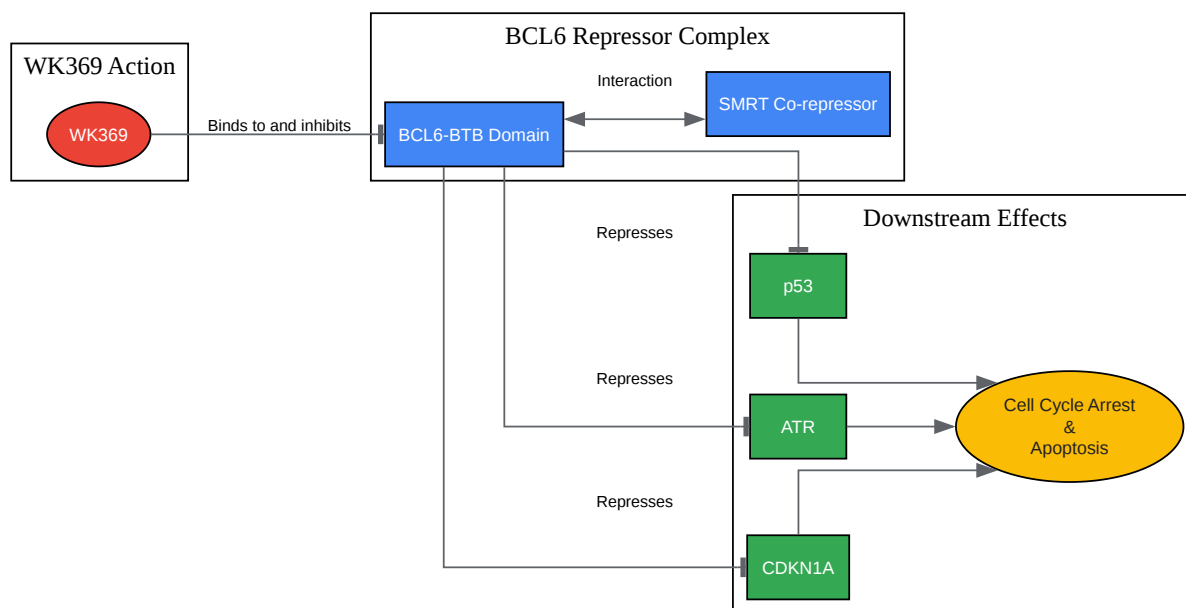 BCL6 Repressor Complex
WK369 Action
Interaction
SMRT Co-repressor
WK369
Binds to and inhibits
BCL6-BTB Domain
Downstream Effects
Represses
p53
Represses
Cell Cycle Arrest
&
Apoptosis
ATR
Represses
CDKN1A